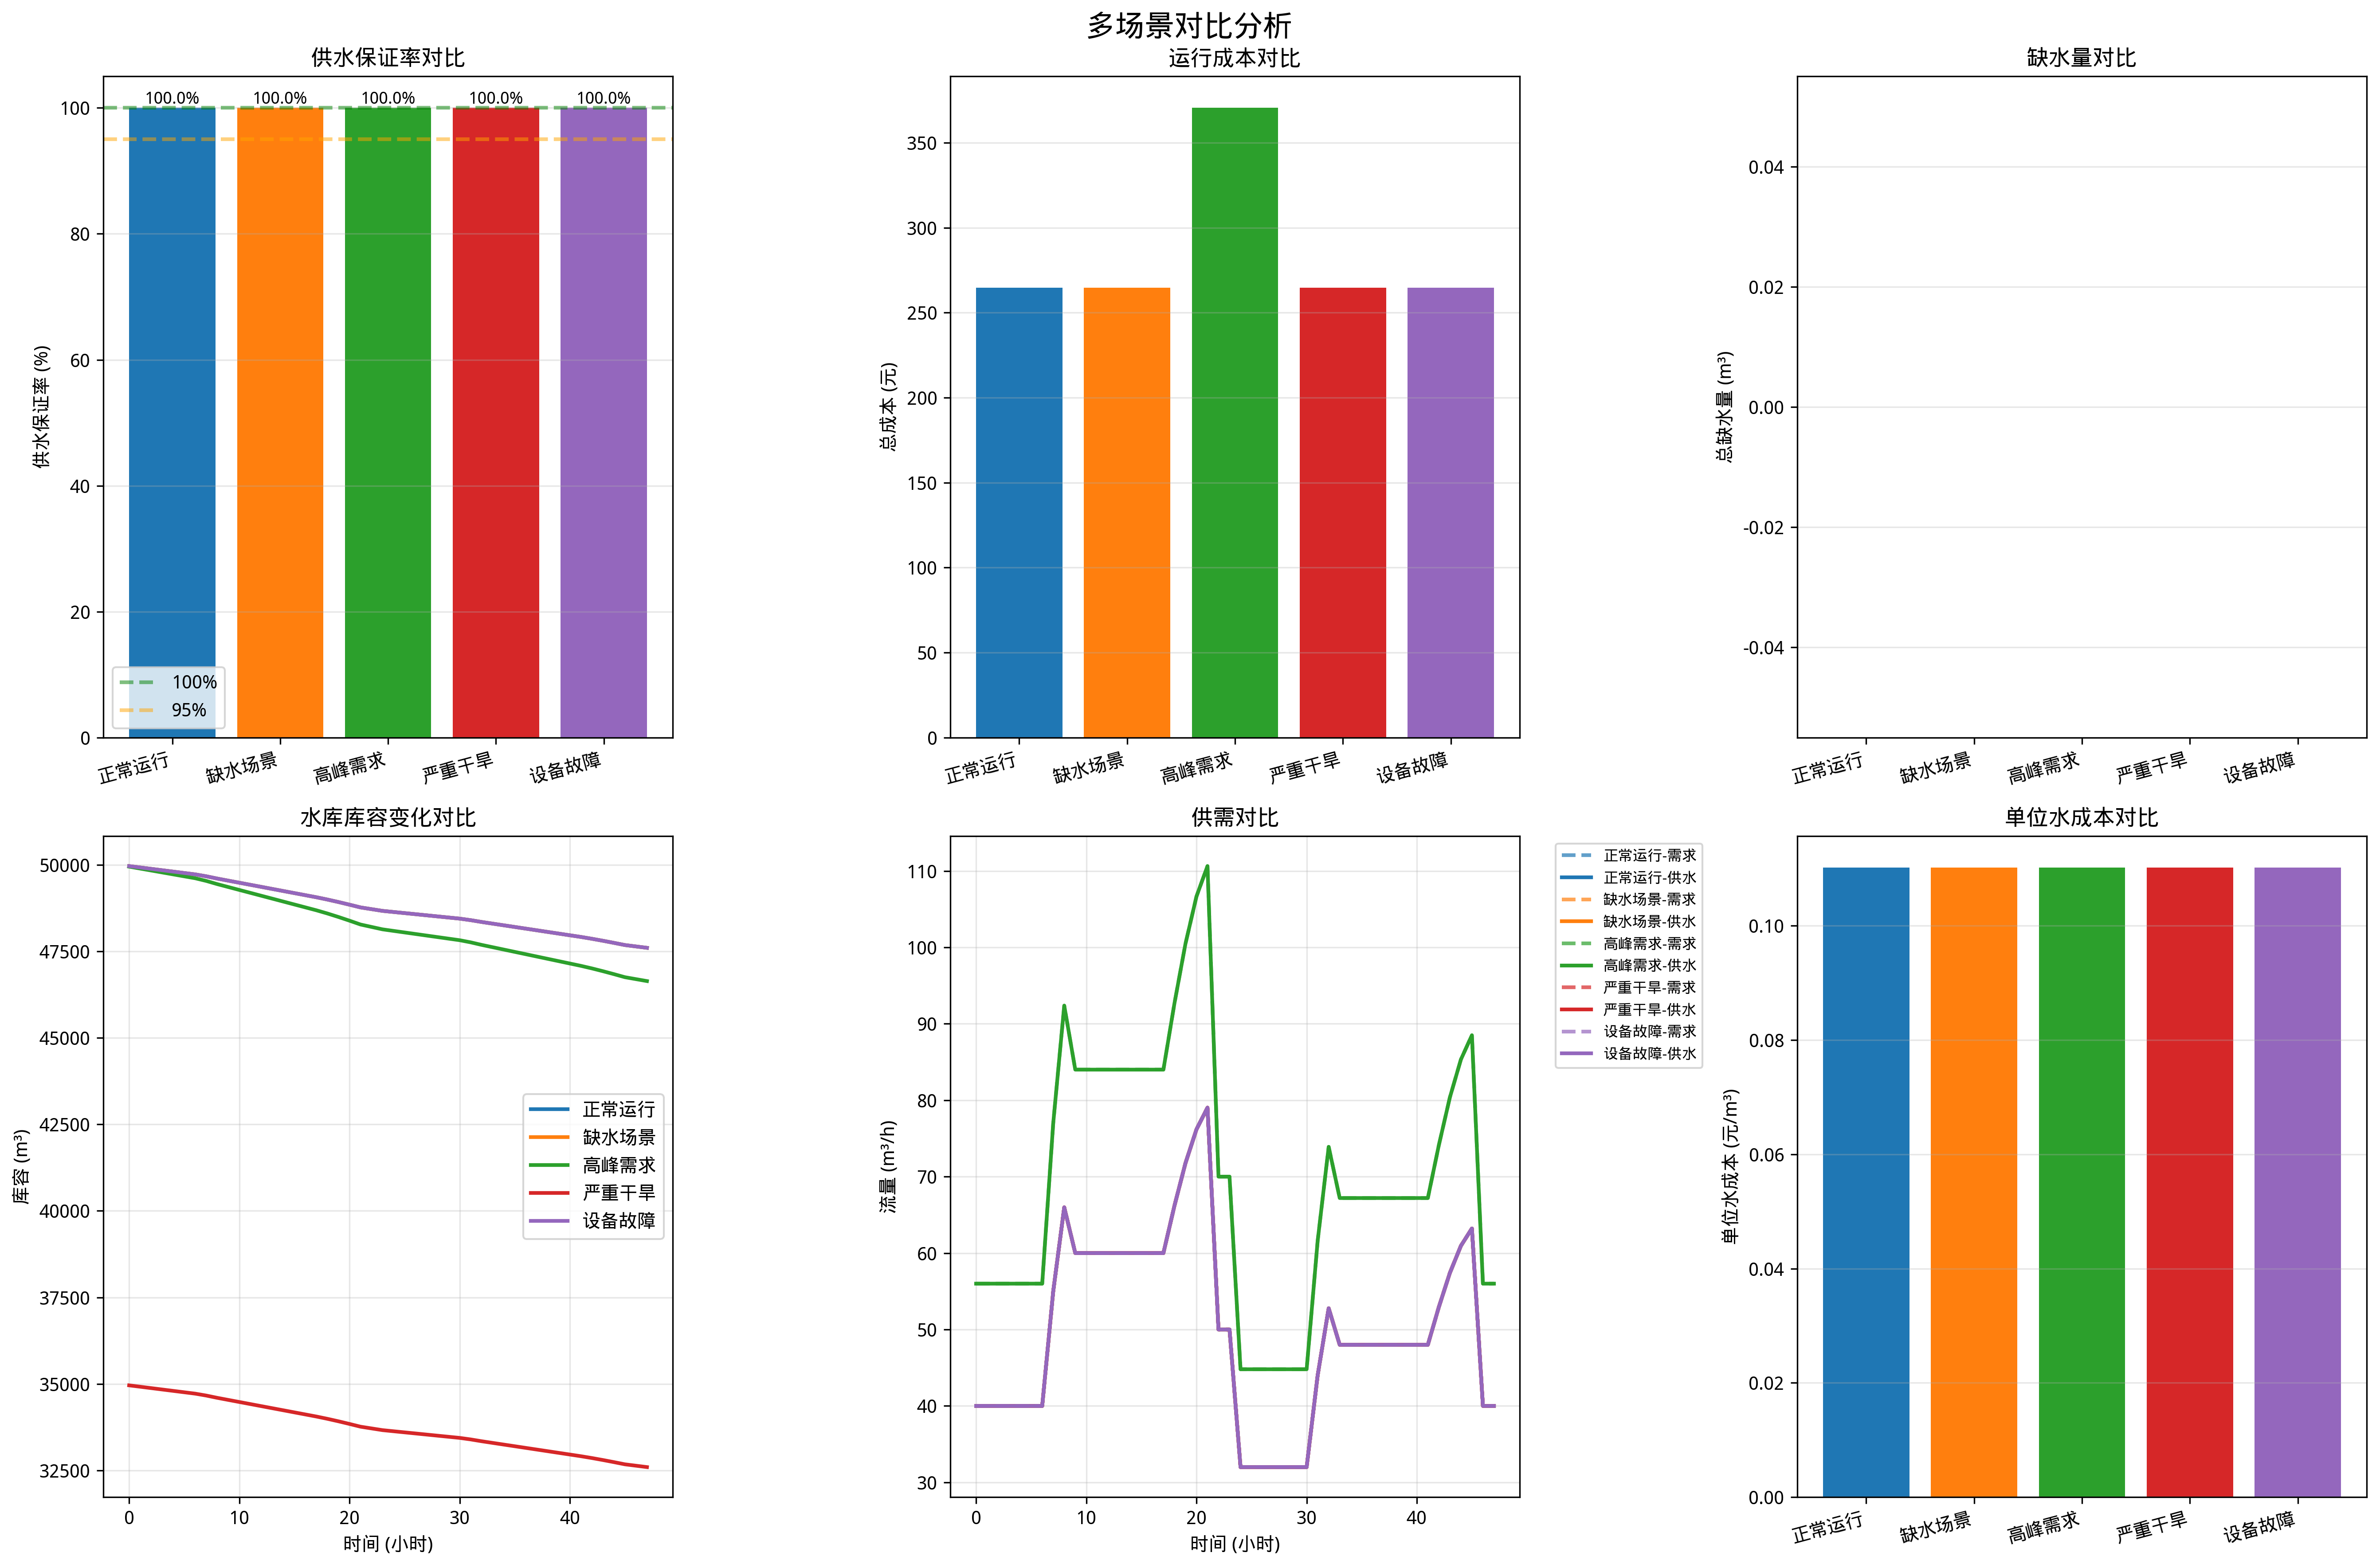 多场景对比分析
供水保证率对比
供水保证率 (%)
100
80
60
40
20
0
100.0%
100.0%
100.0%
100.0%
100.0%
100%
95%
正常运行
缺水场景
高峰需求
严重干旱
设备故障
运行成本对比
总成本 (元)
350
300
250
200
150
100
50
0
正常运行
缺水场景
高峰需求
严重干旱
设备故障
缺水量对比
总缺水量 (m³)
0.04
0.02
0.00
-0.02
-0.04
正常运行
缺水场景
高峰需求
严重干旱
设备故障
水库库容变化对比
库容 (m³)
50000
47500
45000
42500
40000
37500
35000
32500
正常运行
缺水场景
高峰需求
严重干旱
设备故障
0
10
20
30
40
时间 (小时)
供需对比
流量 (m³/h)
110
100
90
80
70
60
50
40
30
0
10
20
30
40
时间 (小时)
正常运行-需求
正常运行-供水
缺水场景-需求
缺水场景-供水
高峰需求-需求
高峰需求-供水
严重干旱-需求
严重干旱-供水
设备故障-需求
设备故障-供水
单位水成本对比
单位水成本 (元/m³)
0.10
0.08
0.06
0.04
0.02
0.00
正常运行
缺水场景
高峰需求
严重干旱
设备故障